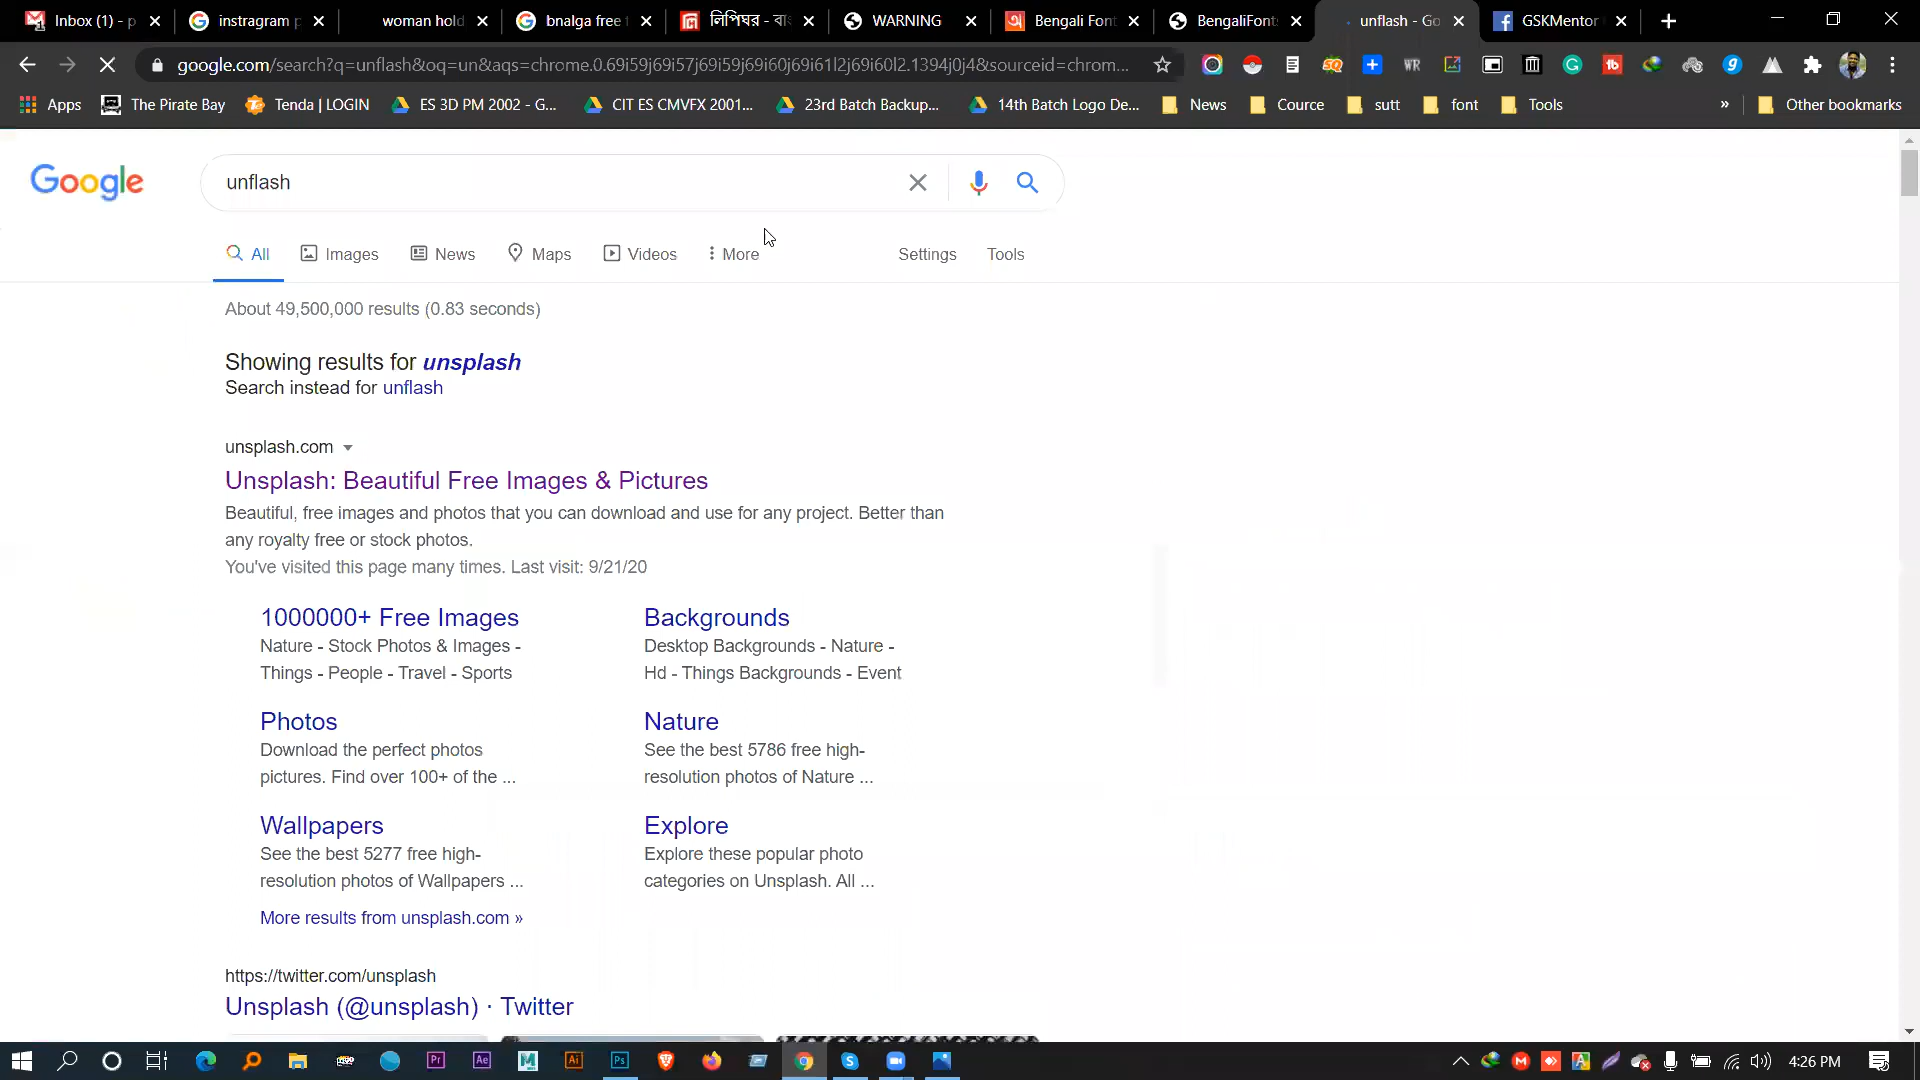 Inbox (1) - p
instragram p
woman hold
bnalga free f
লিপিঘর - বাং
WARNING
Bengali Font
BengaliFont
unflash - Go
GSKMentor
google.com/search?q=unflash&oq=un&aqs=chrome.0.69i59j69i57j69i59j69i60j69i61l2j69i60l2.1394j0j4&sourceid=chrom...
Apps
The Pirate Bay
Tenda | LOGIN
ES 3D PM 2002 - G...
CIT ES CMVFX 2001...
23rd Batch Backup...
14th Batch Logo De...
News
Cource
sutt
font
Tools
»
Other bookmarks
Google
unflash
All
Images
News
Maps
Videos
More
Settings
Tools
About 49,500,000 results (0.83 seconds)
Showing results for unsplash
Search instead for unflash
unsplash.com
Unsplash: Beautiful Free Images & Pictures
Beautiful, free images and photos that you can download and use for any project. Better than
any royalty free or stock photos.
You've visited this page many times. Last visit: 9/21/20
1000000+ Free Images
Nature - Stock Photos & Images -
Things - People - Travel - Sports
Backgrounds
Desktop Backgrounds - Nature -
Hd - Things Backgrounds - Event
Photos
Download the perfect photos
pictures. Find over 100+ of the ...
Nature
See the best 5786 free high-
resolution photos of Nature ...
Wallpapers
See the best 5277 free high-
resolution photos of Wallpapers ...
Explore
Explore these popular photo
categories on Unsplash. All ...
More results from unsplash.com »
https://twitter.com/unsplash
Unsplash (@unsplash) · Twitter
4:26 PM